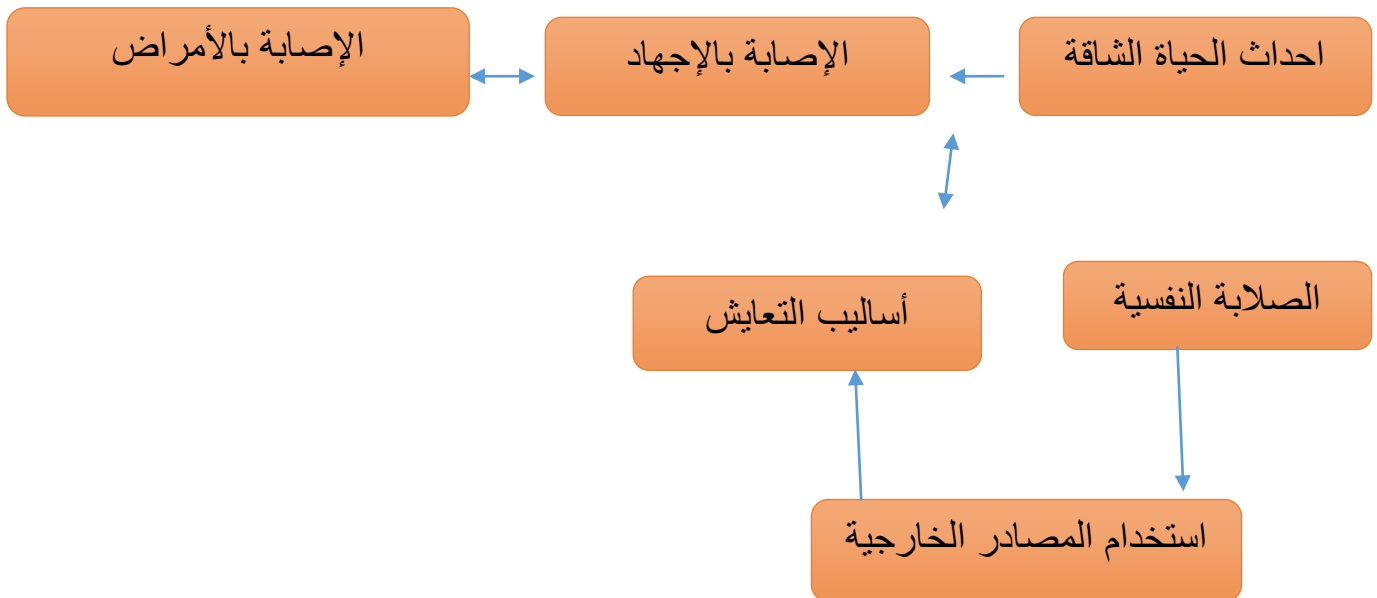 احداث الحياة الشاقة
الإصابة بالإجهاد
الإصابة بالأمراض
الصلابة النفسية
أساليب التعايش
استخدام المصادر الخارجية